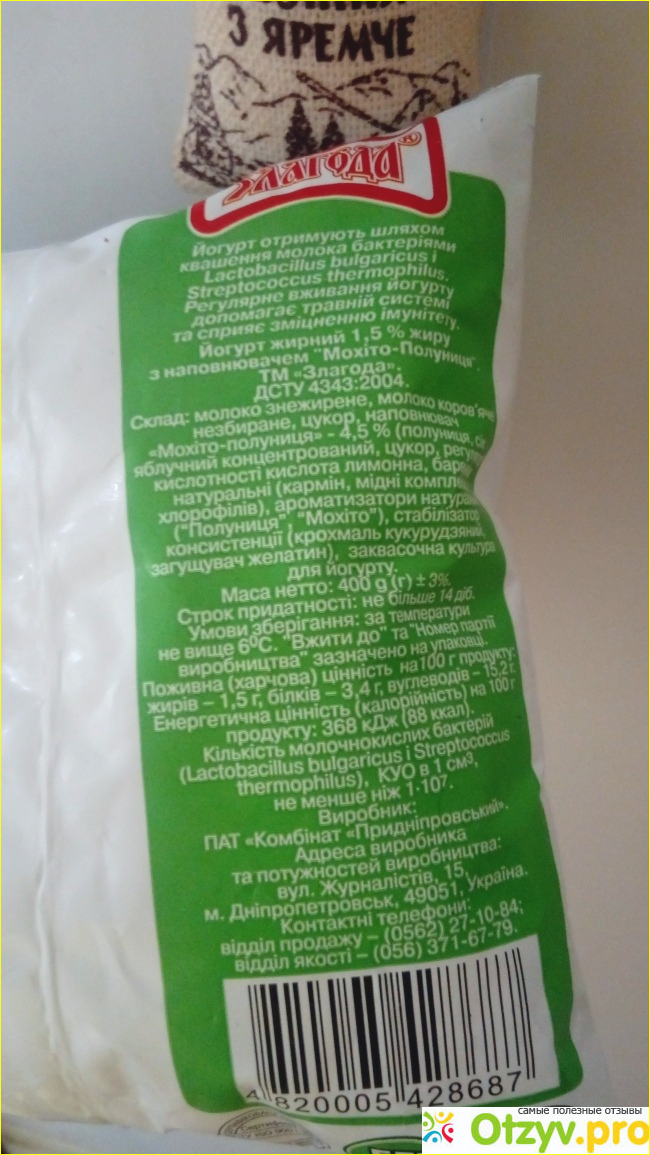 З ЯРЕМЧЕ
Злагода®
Йогурт отримують шляхом
квашення молока бактеріями
Lactobacillus bulgaricus і
Streptococcus thermophilus.
Регулярне вживання йогурту
допомагає травній системі
та сприяє зміцненню імунітету.
Йогурт жирний 1,5 % жиру
з наповнювачем "Мохіто-Полуниця".
ТМ «Злагода».
ДСТУ 4343:2004.
Склад: молоко знежирене, молоко коров'яче
незбиране, цукор, наповнювач
«Мохіто-полуниця» - 4,5 % (полуниця,
яблучний концентрований, цукор,
кислотності кислота лимонна,
натуральні (кармін, мідні
хлорофілів), ароматизатори
("Полуниця", "Мохіто"),
консистенції (крохмаль кукурудзяний,
загущувач желатин), заквасочна культура
для йогурту.
Маса нетто: 400 g (г) ± 3%.
Строк придатності: не більше 14 діб.
Умови зберігання: за температури
не вище 6°С. "Вжити до" та "Номер партії
виробництва" зазначено на упаковці.
Поживна (харчова) цінність на 100 г продукту:
жирів – 1,5 г, білків – 3,4 г, вуглеводів – 15,2 г.
Енергетична цінність (калорійність) на 100 г
продукту: 368 кДж (88 ккал).
Кількість молочнокислих бактерій
(Lactobacillus bulgaricus і Streptococcus
thermophilus), КУО в 1 см³,
не менше ніж 1·10⁷.
Виробник:
ПАТ «Комбінат «Придніпровський».
Адреса виробника
та потужностей виробництва:
вул. Журналістів, 15,
м. Дніпропетровськ, 49051, Україна.
Контактні телефони:
відділ продажу – (0562) 27-10-84;
відділ якості – (056) 371-67-79.
4 820005 428687
самые полезные отзывы
Otzyv.pro